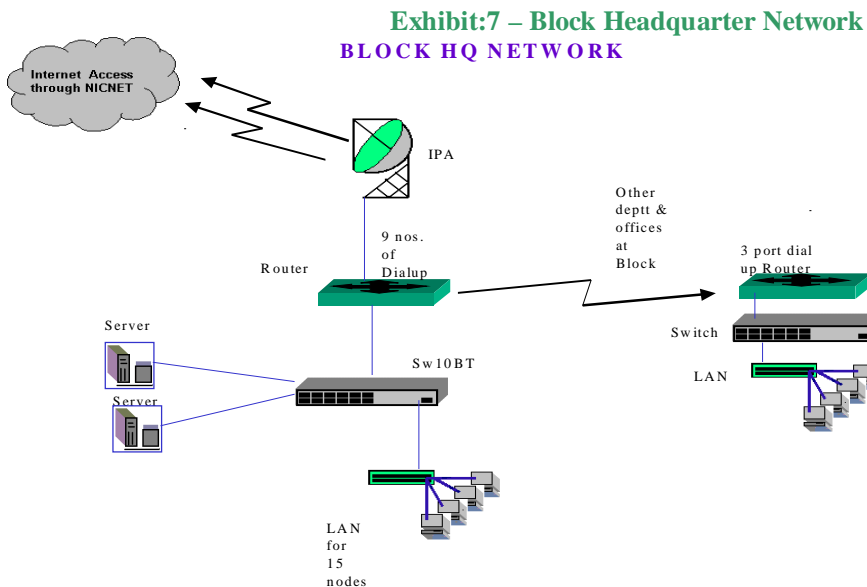 Exhibit:7 – Block Headquarter Network
BLOCK HQ NETWORK
Internet Access
through NICNET
IPA
Other
deptt &
offices
at
Block
9 nos.
of
Dialup
Router
3 port dial
up Router
Server
Switch
Sw10BT
LAN
Server
LAN
for
15
nodes